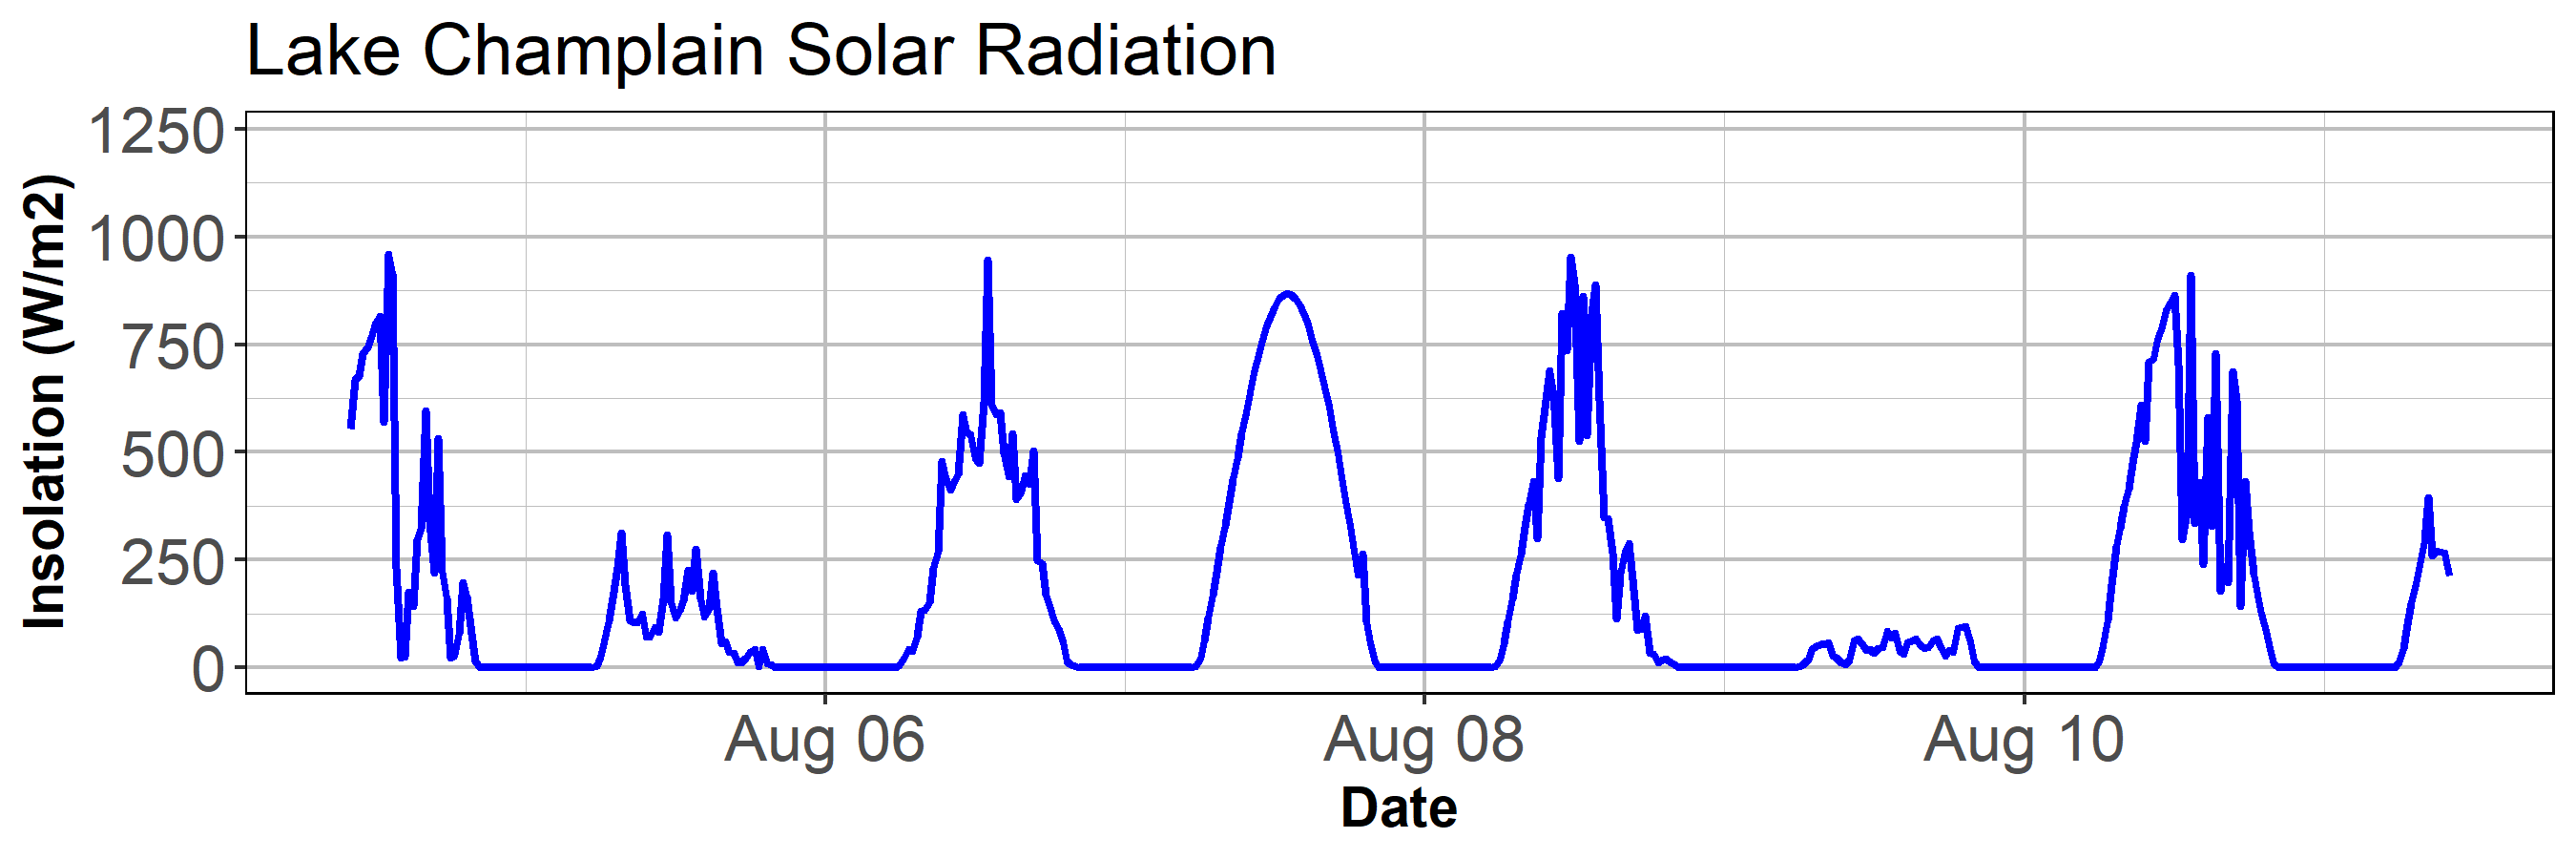 Lake Champlain Solar Radiation
1250
1000
750
500
250
0
Insolation (W/m2)
Aug 06
Aug 08
Aug 10
Date